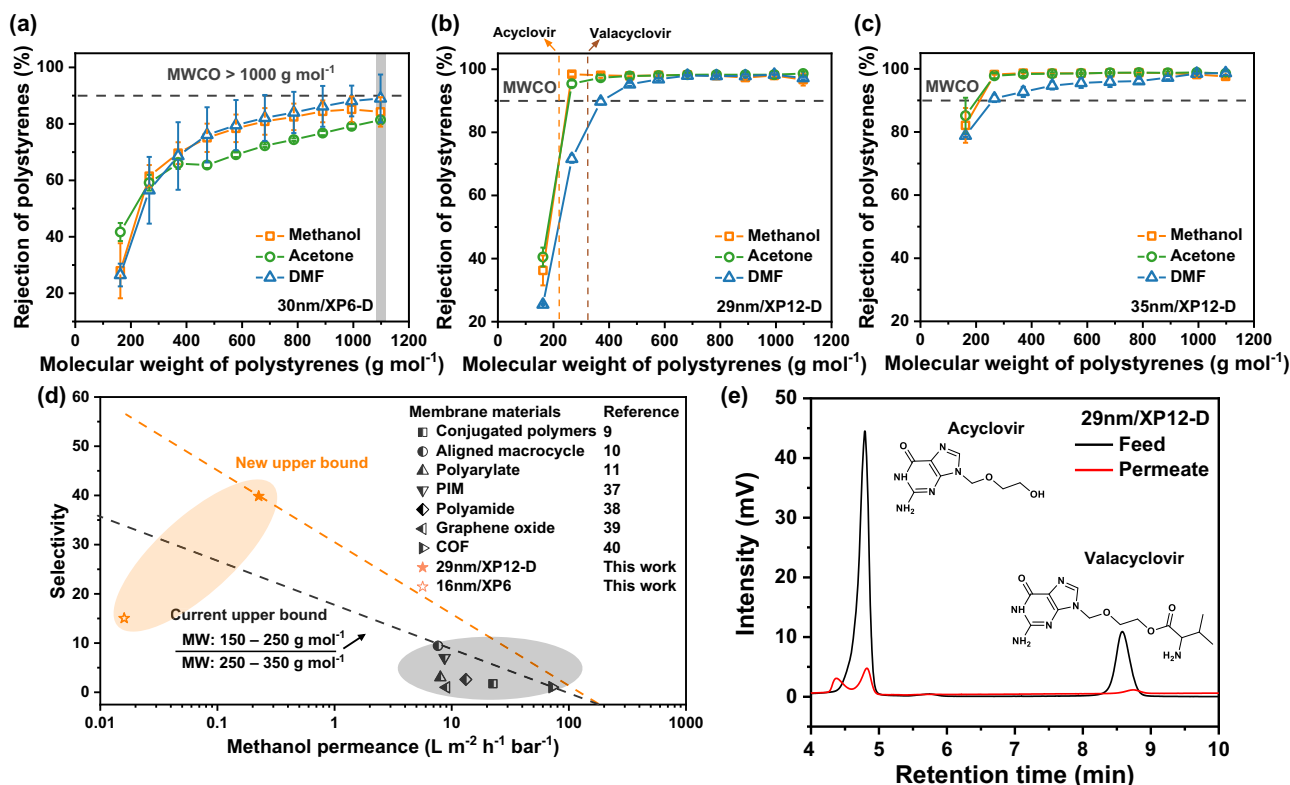 (a)
Rejection of polystyrenes (%)
100
80
60
40
20
MWCO > 1000 g mol⁻¹
Methanol
Acetone
DMF
30nm/XP6-D
0 200 400 600 800 1000 1200
Molecular weight of polystyrenes (g mol⁻¹)
(b)
Acyclovir Valacyclovir
Rejection of polystyrenes (%)
100
80
60
40
20
MWCO
Methanol
Acetone
DMF
29nm/XP12-D
0 200 400 600 800 1000 1200
Molecular weight of polystyrenes (g mol⁻¹)
(c)
Rejection of polystyrenes (%)
100
80
60
40
20
MWCO
Methanol
Acetone
DMF
35nm/XP12-D
0 200 400 600 800 1000 1200
Molecular weight of polystyrenes (g mol⁻¹)
(d)
Selectivity
60
50
40
30
20
10
0
New upper bound
Current upper bound
MW: 150 – 250 g mol⁻¹
MW: 250 – 350 g mol⁻¹
Membrane materials Reference
Conjugated polymers 9
Aligned macrocycle 10
Polyarylate 11
PIM 37
Polyamide 38
Graphene oxide 39
COF 40
29nm/XP12-D This work
16nm/XP6 This work
0.01 0.1 1 10 100 1000
Methanol permeance (L m⁻² h⁻¹ bar⁻¹)
(e)
Intensity (mV)
50
40
30
20
10
0
29nm/XP12-D
Feed
Permeate
Acyclovir
O
N
NH
N
N
O
OH
NH₂
Valacyclovir
O
N
NH
N
N
O
O
O
NH₂
H₂N
4 5 6 7 8 9 10
Retention time (min)